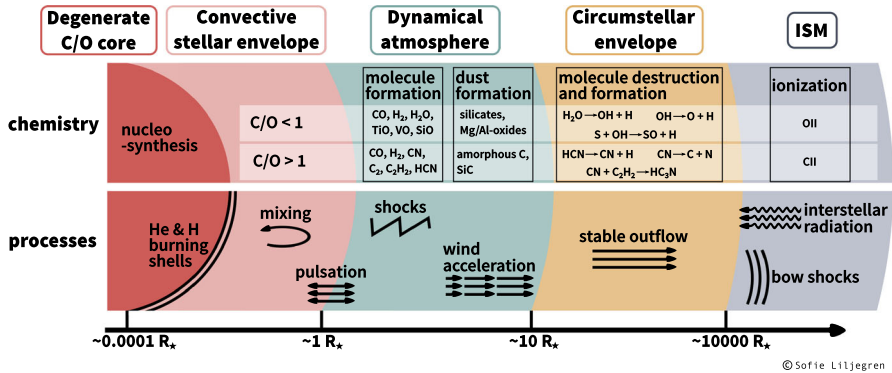 Degenerate
C/O core
Convective
stellar envelope
Dynamical
atmosphere
Circumstellar
envelope
ISM
chemistry
nucleo
-synthesis
C/O < 1
C/O > 1
molecule
formation
CO, H₂, H₂O,
TiO, VO, SiO
CO, H₂, CN,
C₂, C₂H₂, HCN
dust
formation
silicates,
Mg/Al-oxides
amorphous C,
SiC
molecule destruction
and formation
H₂O→OH + H OH→O + H
S + OH→SO + H
HCN→CN + H CN→C + N
CN + C₂H₂→HC₃N
ionization
OII
CII
processes
He & H
burning
shells
mixing
pulsation
shocks
wind
acceleration
stable outflow
interstellar
radiation
bow shocks
~0.0001 R★
~1 R★
~10 R★
~10000 R★
©Sofie Liljegren